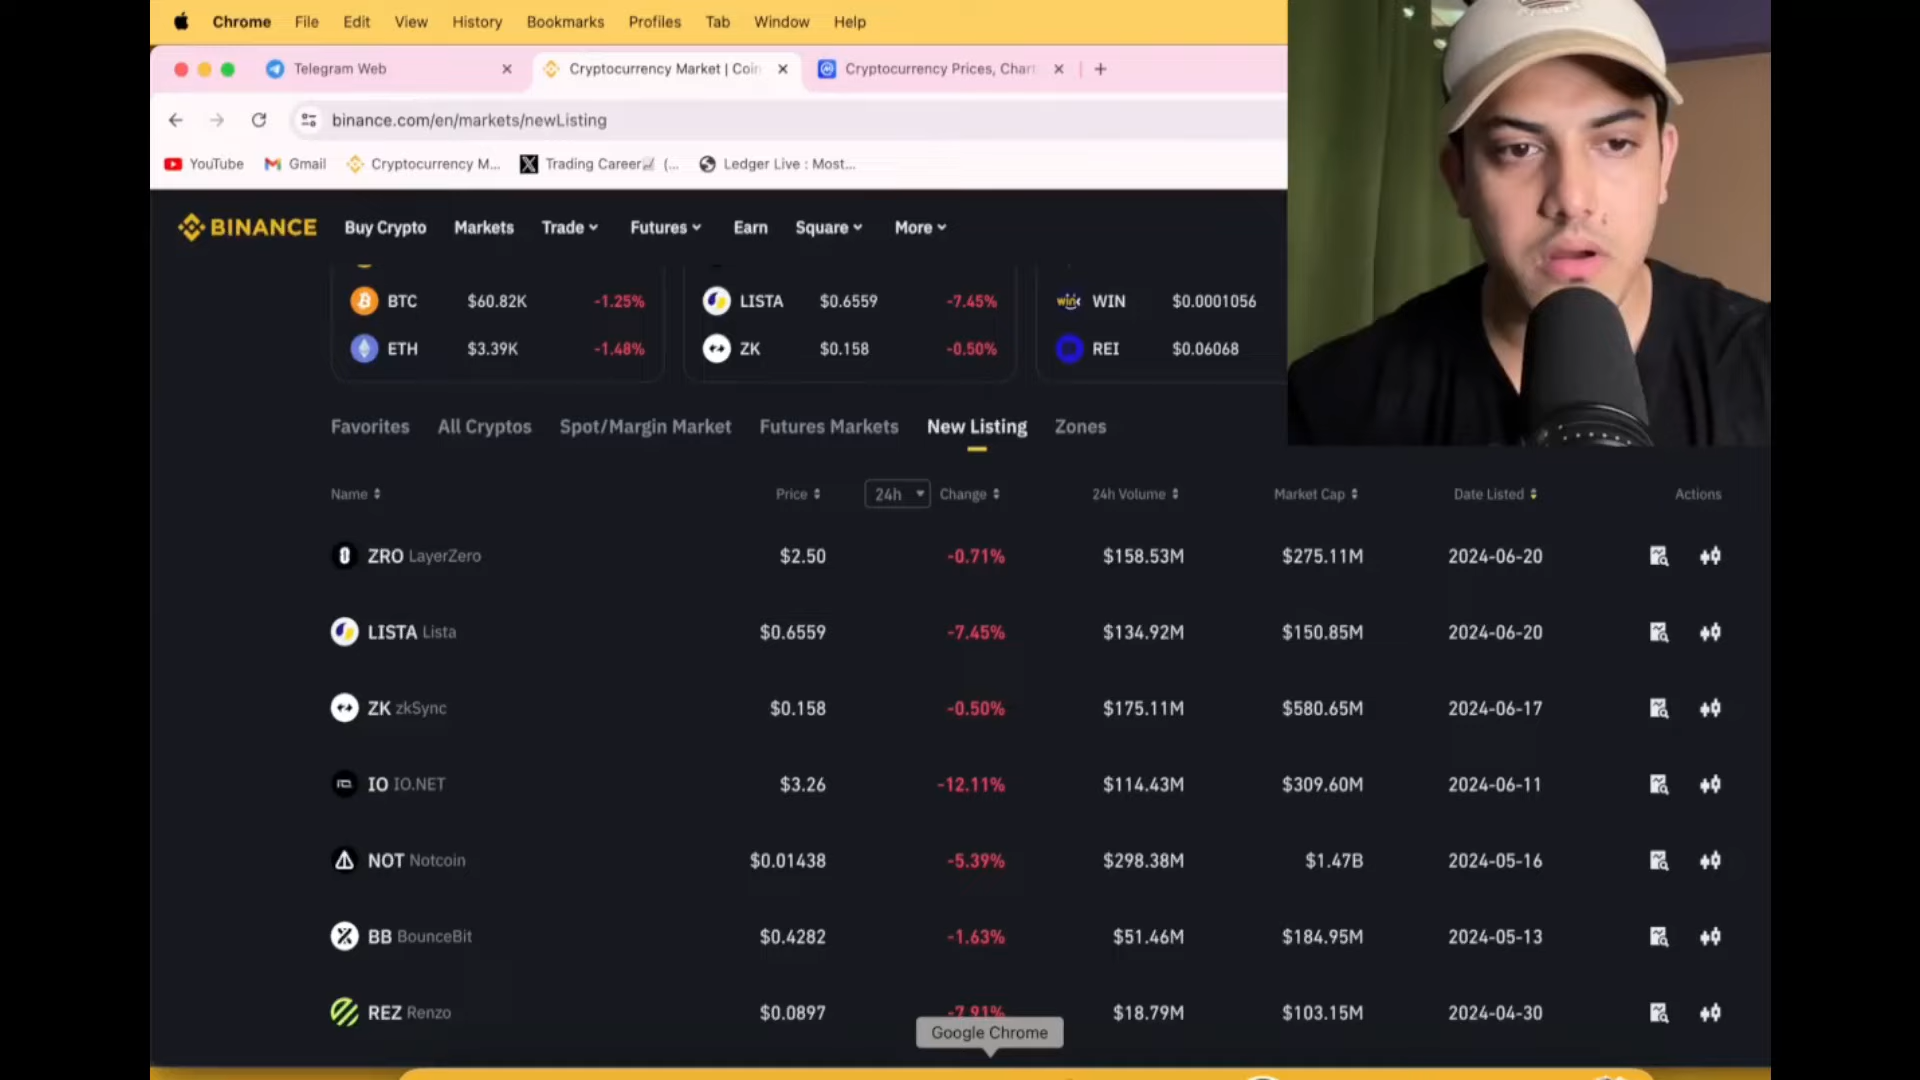 Chrome File Edit View History Bookmarks Profiles Tab Window Help
Telegram Web Cryptocurrency Market | Coin Cryptocurrency Prices, Chart
binance.com/en/markets/newListing
YouTube Gmail Cryptocurrency M... Trading Career (... Ledger Live : Most...
BINANCE Buy Crypto Markets Trade Futures Earn Square More
BTC $60.82K -1.25% LISTA $0.6559 -7.45% WIN $0.0001056
ETH $3.39K -1.48% ZK $0.158 -0.50% REI $0.06068
Favorites All Cryptos Spot/Margin Market Futures Markets New Listing Zones
Name Price 24h Change 24h Volume Market Cap Date Listed Actions
ZRO LayerZero $2.50 -0.71% $158.53M $275.11M 2024-06-20
LISTA Lista $0.6559 -7.45% $134.92M $150.85M 2024-06-20
ZK zkSync $0.158 -0.50% $175.11M $580.65M 2024-06-17
IO IO.NET $3.26 -12.11% $114.43M $309.60M 2024-06-11
NOT Notcoin $0.01438 -5.39% $298.38M $1.47B 2024-05-16
BB BounceBit $0.4282 -1.63% $51.46M $184.95M 2024-05-13
REZ Renzo $0.0897 -7.91% $18.79M $103.15M 2024-04-30
Google Chrome